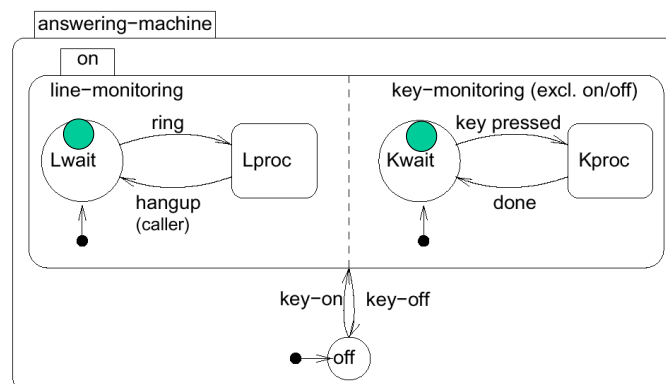 answering−machine
on
line−monitoring
key−monitoring (excl. on/off)
ring
key pressed
Lwait
Lproc
Kwait
Kproc
hangup
(caller)
done
key−on
key−off
off